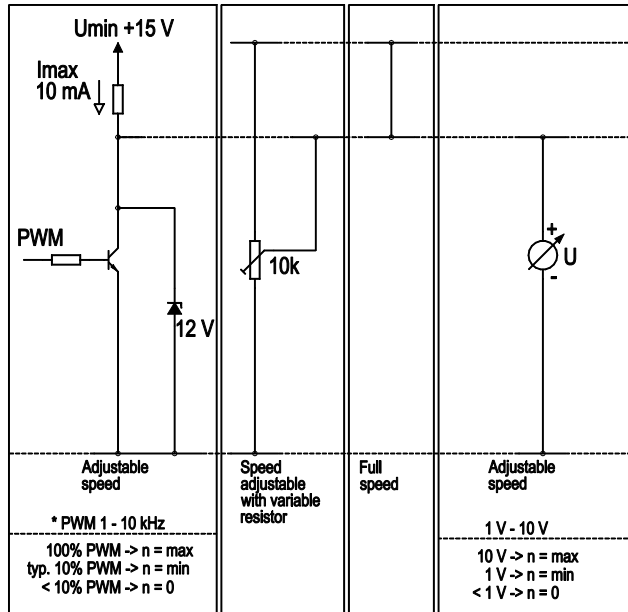 Umin +15 V
Imax
10 mA
PWM
12 V
10k
+
U
-
Adjustable
speed
Speed
adjustable
with variable
resistor
Full
speed
Adjustable
speed
* PWM 1 - 10 kHz
100% PWM -> n = max
typ. 10% PWM -> n = min
< 10% PWM -> n = 0
1 V - 10 V
10 V -> n = max
1 V -> n = min
< 1 V -> n = 0